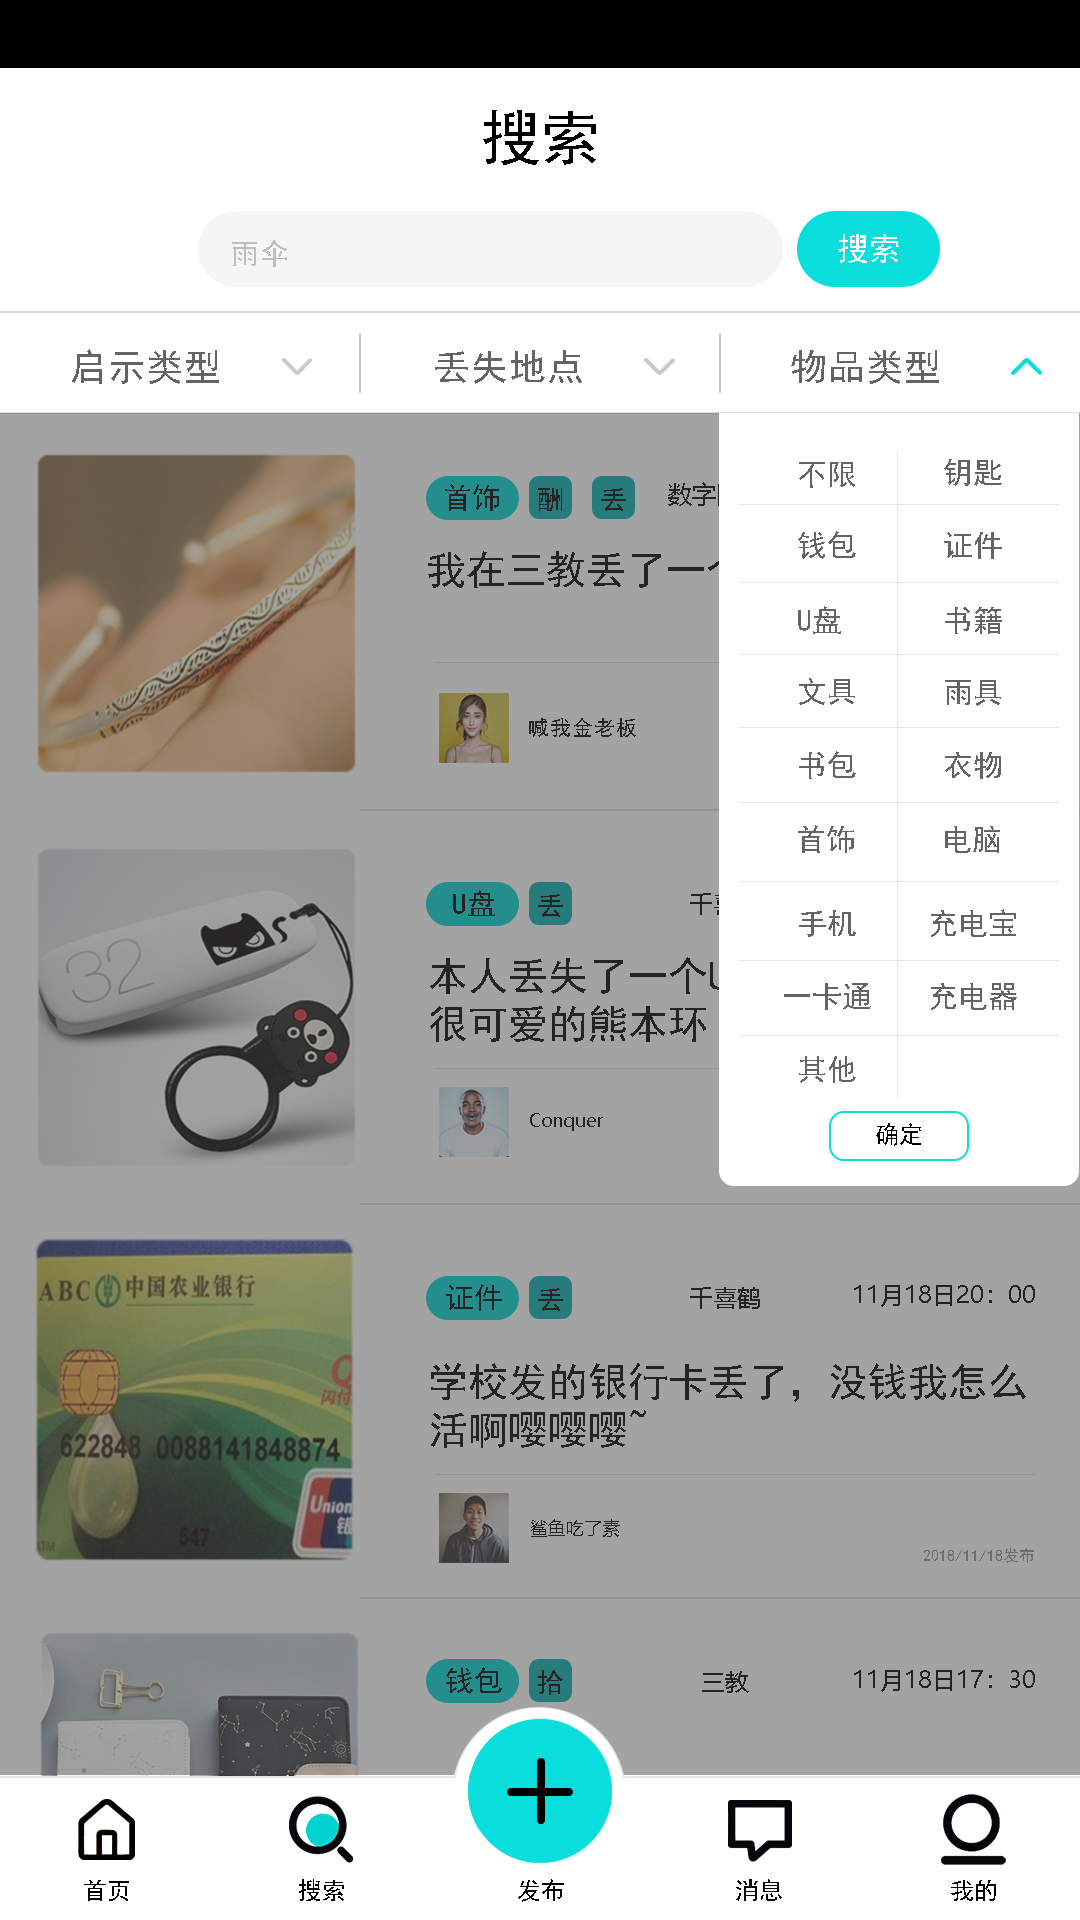 搜索
雨伞
搜索
启示类型
丢失地点
物品类型
首饰 酬 丢 数字
我在三教丢了一个
喊我金老板
U盘 丢 千喜
本人丢失了一个U
很可爱的熊本环
Conquer
不限 钥匙
钱包 证件
U盘 书籍
文具 雨具
书包 衣物
首饰 电脑
手机 充电宝
一卡通 充电器
其他
确定
32
ABC 中国农业银行
闪付
622848 0088141848874
Union
银
547
ATM
证件 丢 千喜鹤 11月18日20：00
学校发的银行卡丢了，没钱我怎么
活啊嘤嘤嘤~
鲨鱼吃了素
2018/11/18发布
钱包 拾 三教 11月18日17：30
首页
搜索
发布
消息
我的